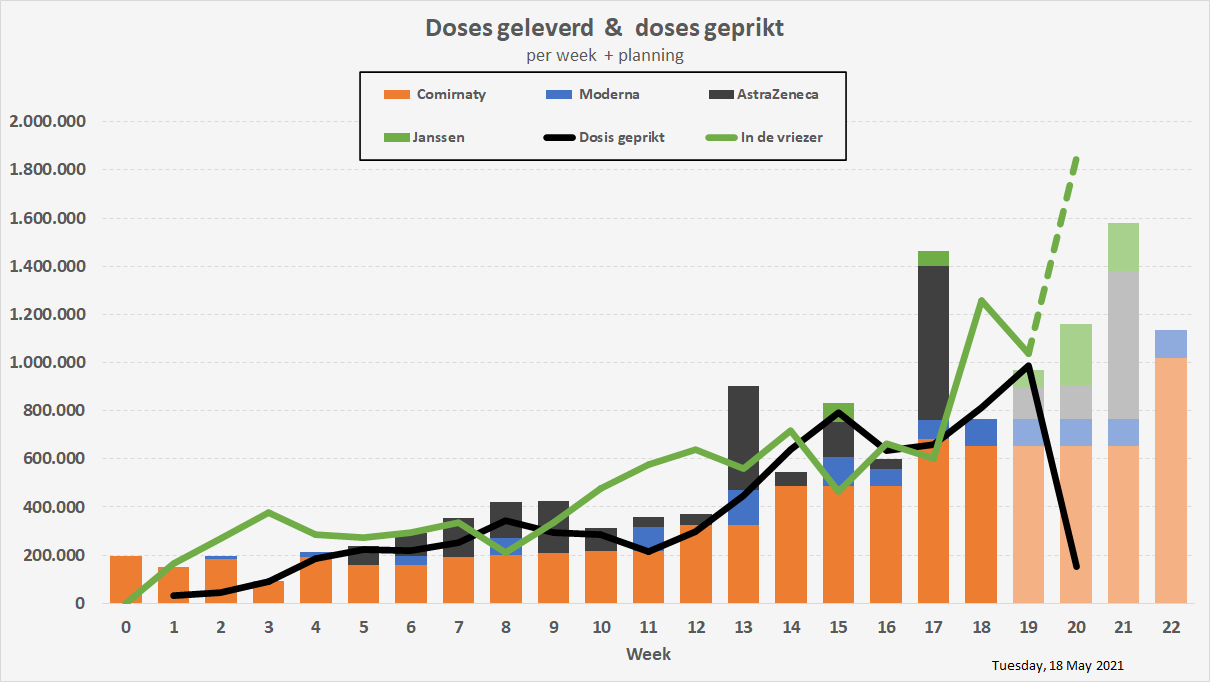 Doses geleverd & doses geprikt
per week + planning
Comirnaty Moderna AstraZeneca
Janssen Dosis geprikt In de vriezer
2.000.000
1.800.000
1.600.000
1.400.000
1.200.000
1.000.000
800.000
600.000
400.000
200.000
0
0 1 2 3 4 5 6 7 8 9 10 11 12 13 14 15 16 17 18 19 20 21 22
Week
Tuesday, 18 May 2021